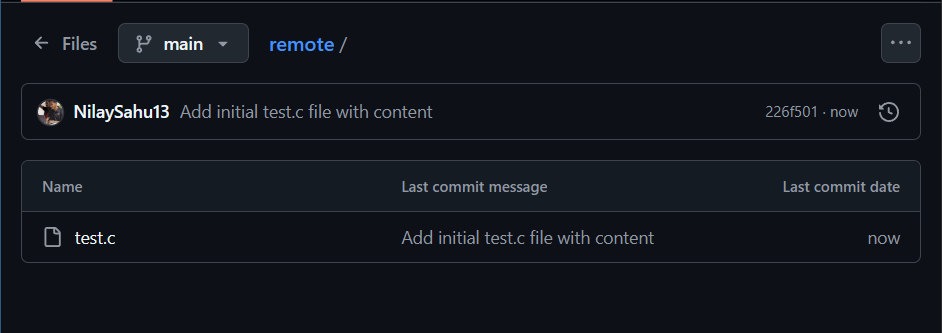 Files main remote /
NilaySahu13 Add initial test.c file with content 226f501 · now
Name Last commit message Last commit date
test.c Add initial test.c file with content now